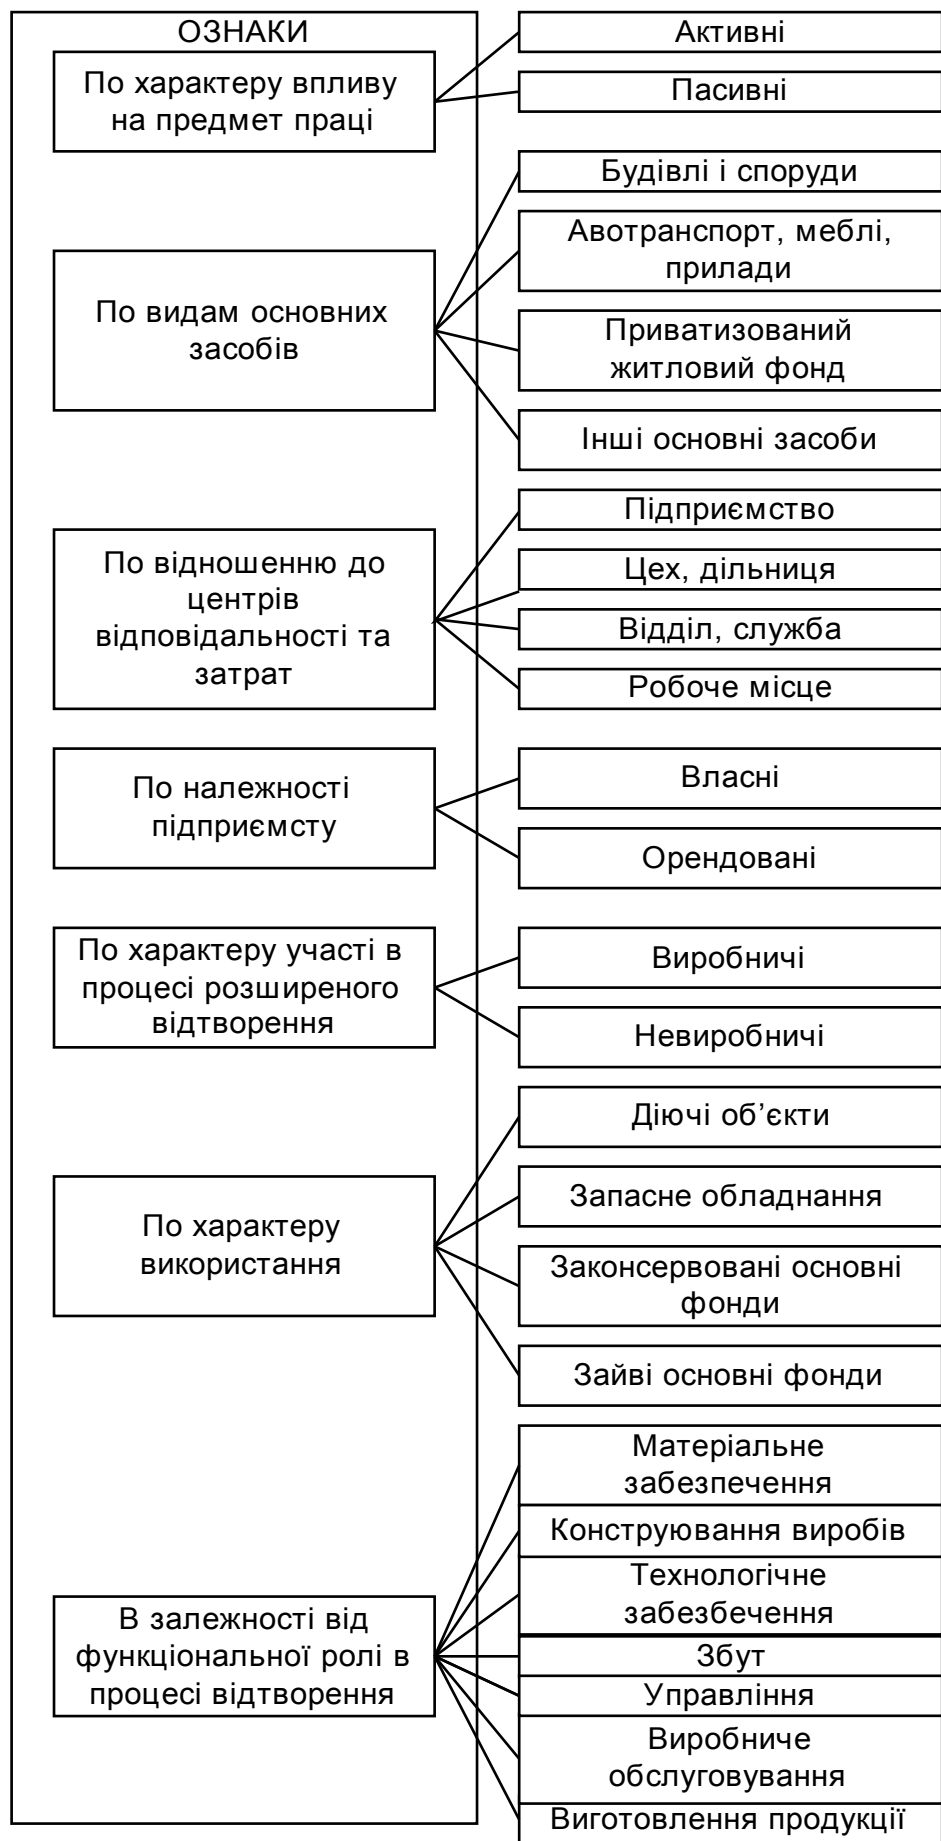 ОЗНАКИ
По характеру впливу
на предмет праці
Активні
Пасивні
По видам основних
засобів
Будівлі і споруди
Авотранспорт, меблі,
прилади
Приватизований
житловий фонд
Інші основні засоби
По відношенню до
центрів
відповідальності та
затрат
Підприємство
Цех, дільниця
Відділ, служба
Робоче місце
По належності
підприємсту
Власні
Орендовані
По характеру участі в
процесі розширеного
відтворення
Виробничі
Невиробничі
По характеру
використання
Діючі об’єкти
Запасне обладнання
Законсервовані основні
фонди
Зайві основні фонди
В залежності від
функціональної ролі в
процесі відтворення
Матеріальне
забезпечення
Конструювання виробів
Технологічне
забезбечення
Збут
Управління
Виробниче
обслуговування
Виготовлення продукції